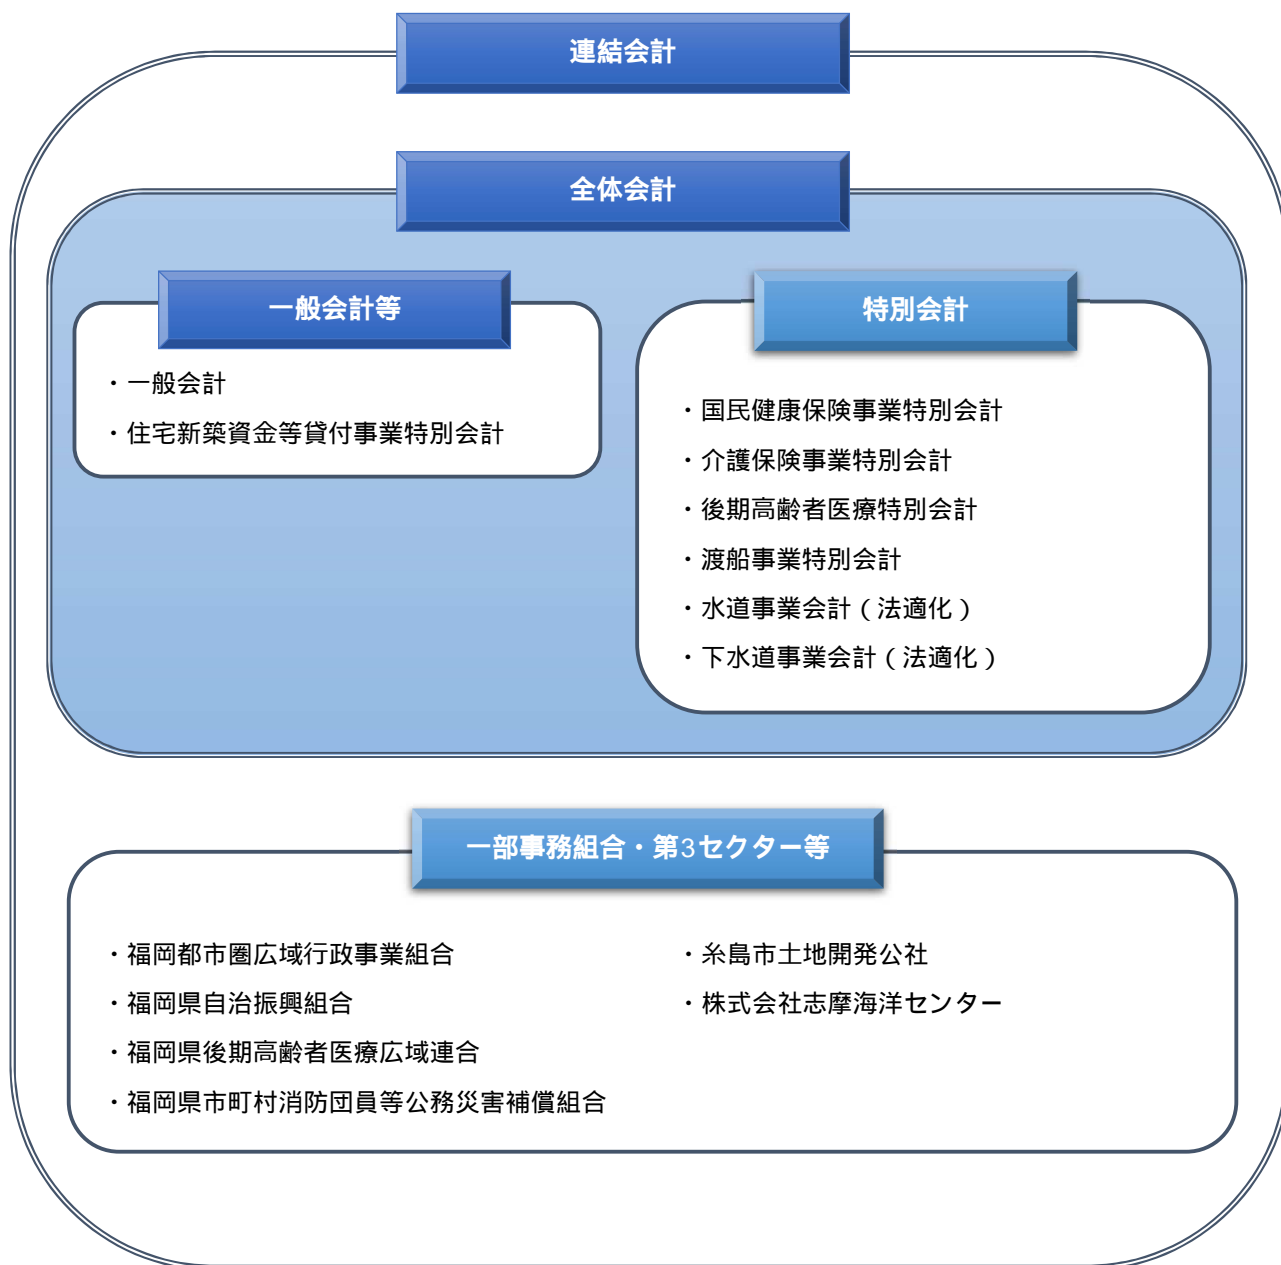 連結会計
全体会計
一般会計等
・一般会計
・住宅新築資金等貸付事業特別会計
特別会計
・国民健康保険事業特別会計
・介護保険事業特別会計
・後期高齢者医療特別会計
・渡船事業特別会計
・水道事業会計（法適化）
・下水道事業会計（法適化）
一部事務組合・第3セクター等
・福岡都市圏広域行政事業組合
・福岡県自治振興組合
・福岡県後期高齢者医療広域連合
・福岡県市町村消防団員等公務災害補償組合
・糸島市土地開発公社
・株式会社志摩海洋センター